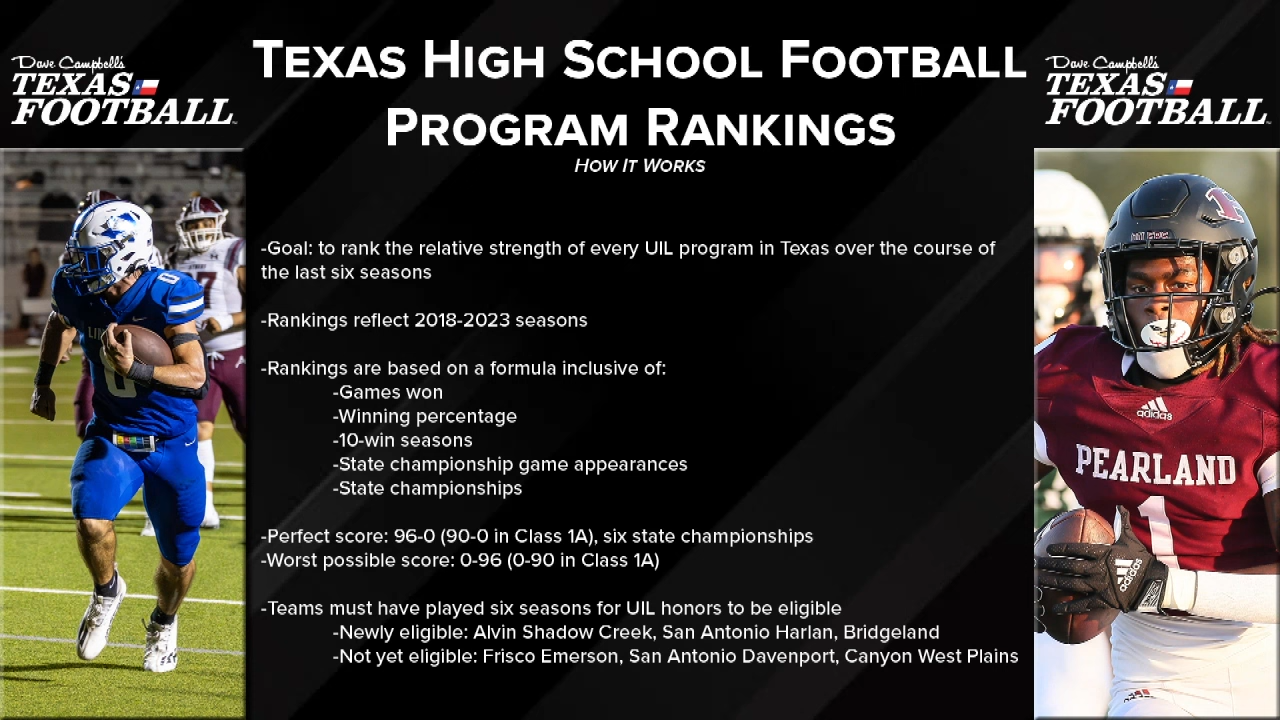 Dave Campbell's
TEXAS
FOOTBALL
TEXAS HIGH SCHOOL FOOTBALL
PROGRAM RANKINGS
HOW IT WORKS
Dave Campbell's
TEXAS
FOOTBALL
-Goal: to rank the relative strength of every UIL program in Texas over the course of
the last six seasons
-Rankings reflect 2018-2023 seasons
-Rankings are based on a formula inclusive of:
-Games won
-Winning percentage
-10-win seasons
-State championship game appearances
-State championships
-Perfect score: 96-0 (90-0 in Class 1A), six state championships
-Worst possible score: 0-96 (0-90 in Class 1A)
-Teams must have played six seasons for UIL honors to be eligible
-Newly eligible: Alvin Shadow Creek, San Antonio Harlan, Bridgeland
-Not yet eligible: Frisco Emerson, San Antonio Davenport, Canyon West Plains
0
0
7
adidas
PEARLAND
1
adidas